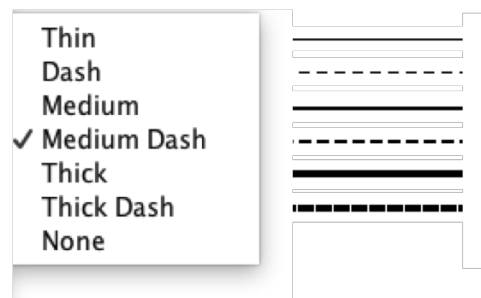 Thin
Dash
Medium
✓ Medium Dash
Thick
Thick Dash
None